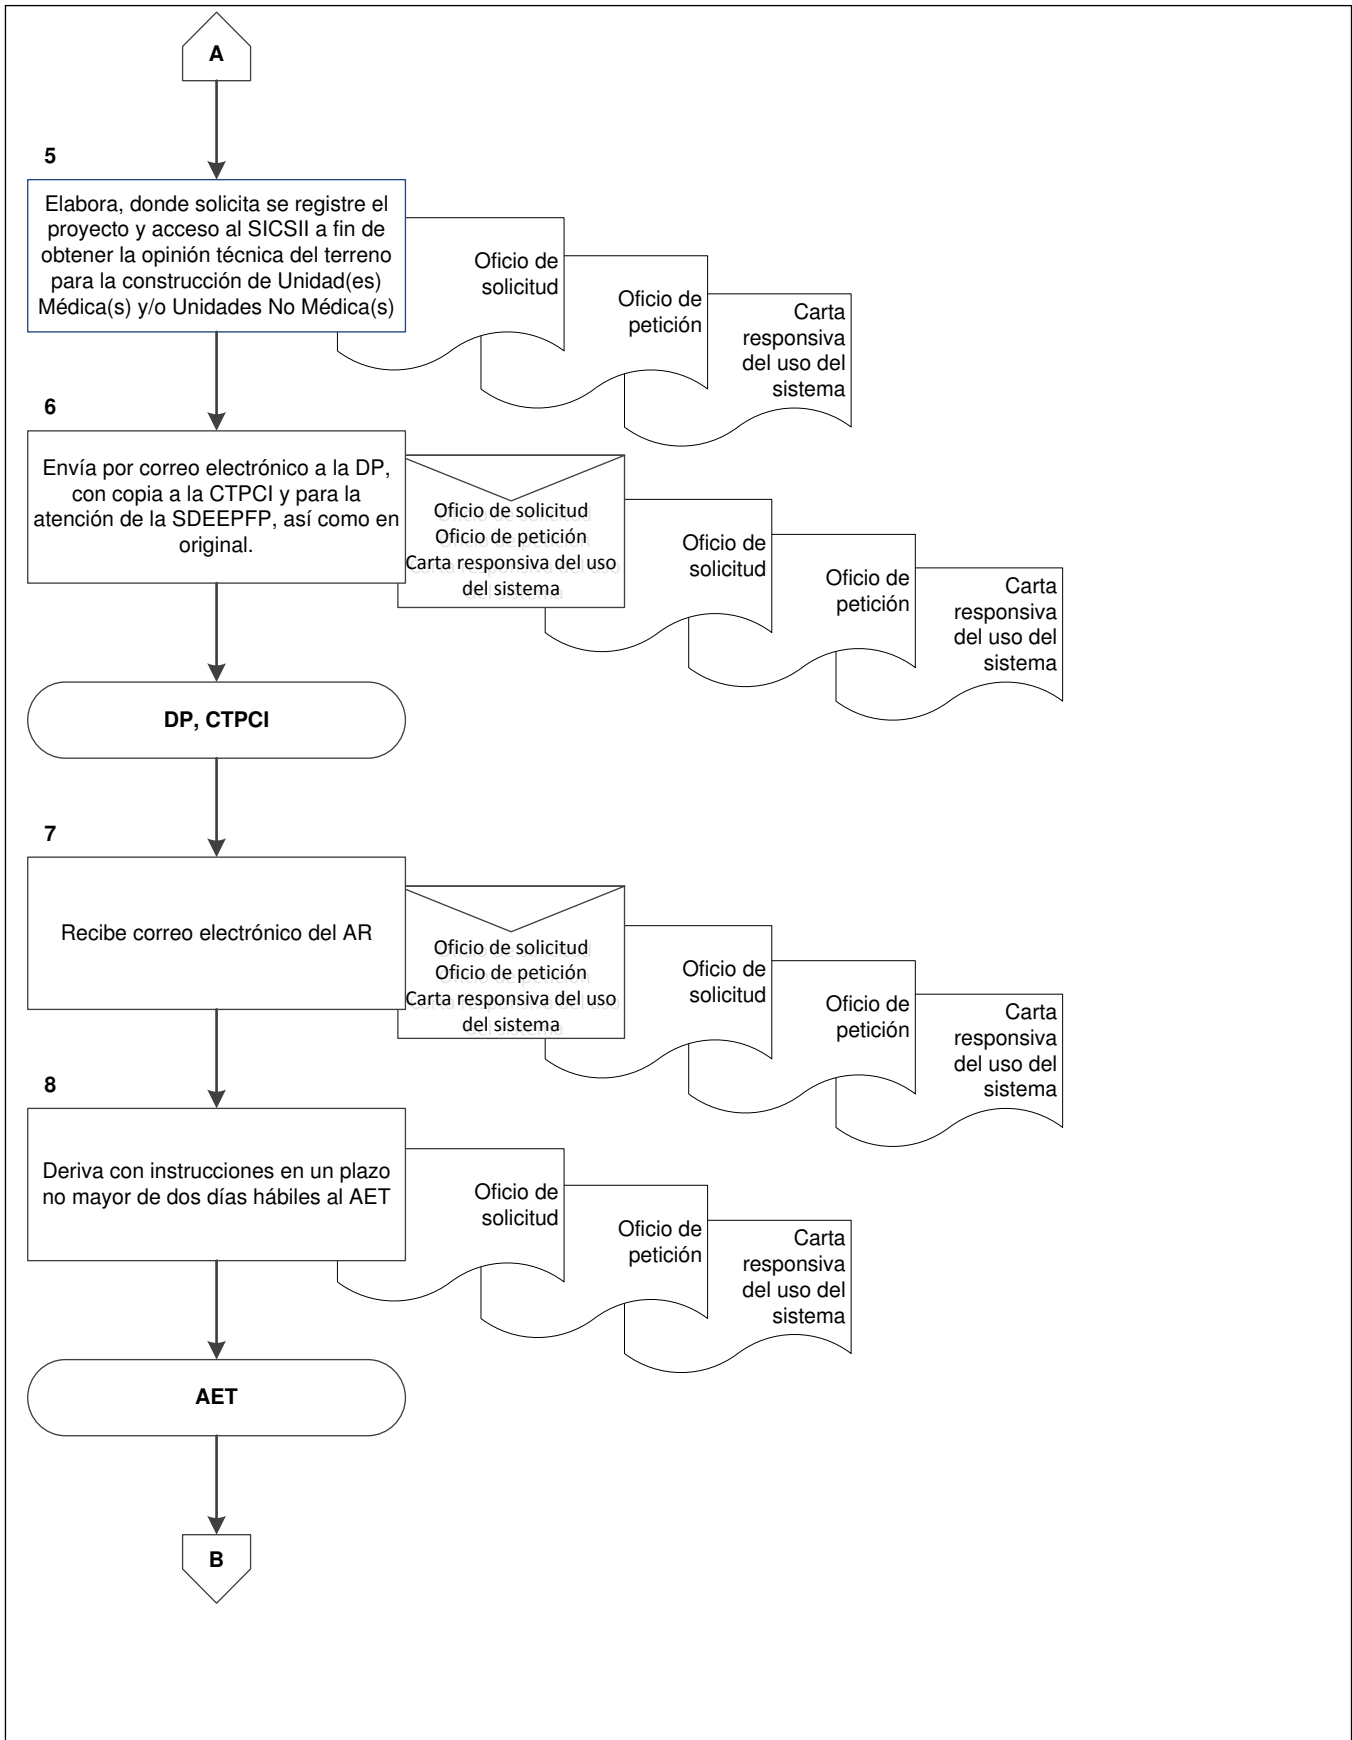 A
5
Elabora, donde solicita se registre el
proyecto y acceso al SICSII a fin de
obtener la opinión técnica del terreno
para la construcción de Unidad(es)
Médica(s) y/o Unidades No Médica(s)
Oficio de
solicitud
Oficio de
petición
Carta
responsiva
del uso del
sistema
6
Envía por correo electrónico a la DP,
con copia a la CTPCI y para la
atención de la SDEEPFP, así como en
original.
Oficio de solicitud
Oficio de petición
Carta responsiva del uso
del sistema
Oficio de
solicitud
Oficio de
petición
Carta
responsiva
del uso del
sistema
DP, CTPCI
7
Recibe correo electrónico del AR
Oficio de solicitud
Oficio de petición
Carta responsiva del uso
del sistema
Oficio de
solicitud
Oficio de
petición
Carta
responsiva
del uso del
sistema
8
Deriva con instrucciones en un plazo
no mayor de dos días hábiles al AET
Oficio de
solicitud
Oficio de
petición
Carta
responsiva
del uso del
sistema
AET
B